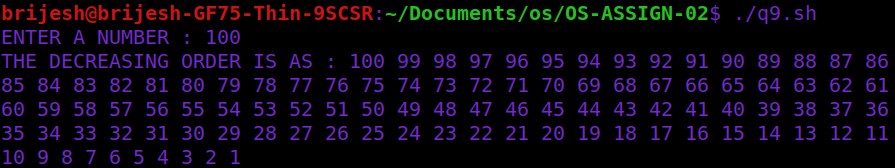 brijesh@brijesh-GF75-Thin-9SCSR:~/Documents/os/OS-ASSIGN-02$ ./q9.sh
ENTER A NUMBER : 100
THE DECREASING ORDER IS AS : 100 99 98 97 96 95 94 93 92 91 90 89 88 87 86
85 84 83 82 81 80 79 78 77 76 75 74 73 72 71 70 69 68 67 66 65 64 63 62 61
60 59 58 57 56 55 54 53 52 51 50 49 48 47 46 45 44 43 42 41 40 39 38 37 36
35 34 33 32 31 30 29 28 27 26 25 24 23 22 21 20 19 18 17 16 15 14 13 12 11
10 9 8 7 6 5 4 3 2 1